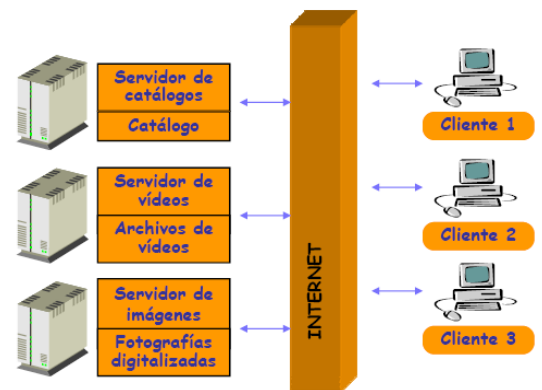 Servidor de
catálogos
Catálogo
Servidor de
vídeos
Archivos de
vídeos
Servidor de
imágenes
Fotografías
digitalizadas
INTERNET
Cliente 1
Cliente 2
Cliente 3